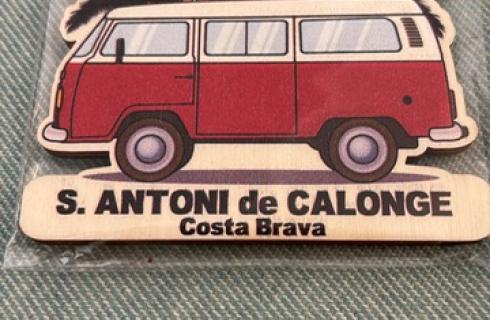 S. ANTONI de CALONGE
Costa Brava